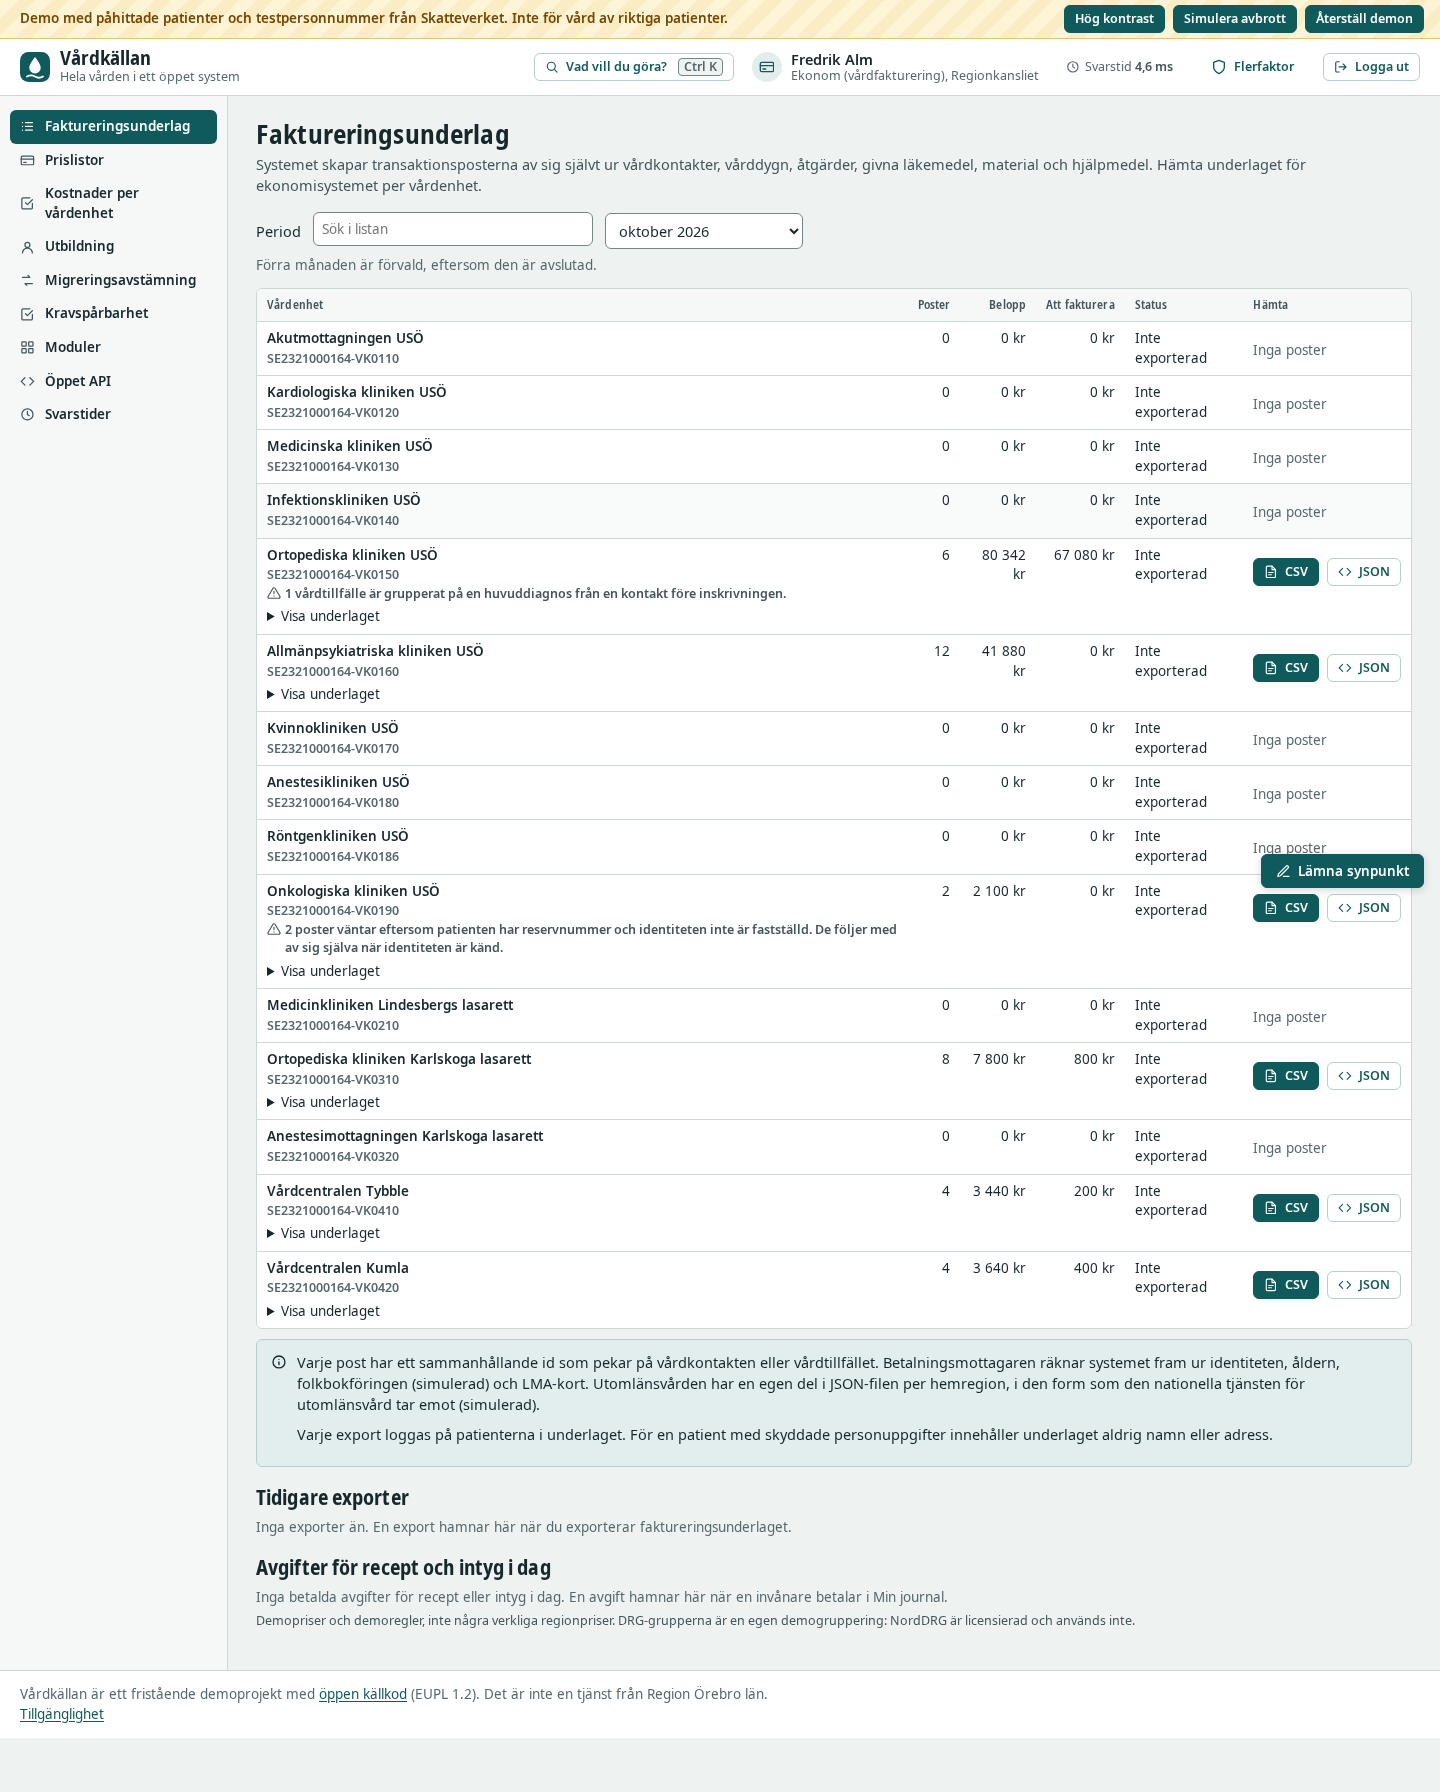 Demo med påhittade patienter och testpersonnummer från Skatteverket. Inte för vård av riktiga patienter.
Hög kontrast
Simulera avbrott
Återställ demon
Vårdkällan
Hela vården i ett öppet system
Vad vill du göra? Ctrl K
Fredrik Alm
Ekonom (vårdfakturering), Regionkansliet
Svarstid 4,6 ms
Flerfaktor
Logga ut
Faktureringsunderlag
Prislistor
Kostnader per
vårdenhet
Utbildning
Migreringsavstämning
Kravspårbarhet
Moduler
Öppet API
Svarstider
Faktureringsunderlag
Systemet skapar transaktionsposterna av sig självt ur vårdkontakter, vårddygn, åtgärder, givna läkemedel, material och hjälpmedel. Hämta underlaget för
ekonomisystemet per vårdenhet.
Period Sök i listan oktober 2026
Förra månaden är förvald, eftersom den är avslutad.
Vårdenhet Poster Belopp Att fakturera Status Hämta
Akutmottagningen USÖ 0 0 kr 0 kr Inte
SE2321000164-VK0110 exporterad Inga poster
Kardiologiska kliniken USÖ 0 0 kr 0 kr Inte
SE2321000164-VK0120 exporterad Inga poster
Medicinska kliniken USÖ 0 0 kr 0 kr Inte
SE2321000164-VK0130 exporterad Inga poster
Infektionskliniken USÖ 0 0 kr 0 kr Inte
SE2321000164-VK0140 exporterad Inga poster
Ortopediska kliniken USÖ 6 80 342 67 080 kr Inte
SE2321000164-VK0150 kr exporterad CSV JSON
1 vårdtillfälle är grupperat på en huvuddiagnos från en kontakt före inskrivningen.
Visa underlaget
Allmänpsykiatriska kliniken USÖ 12 41 880 0 kr Inte
SE2321000164-VK0160 kr exporterad CSV JSON
Visa underlaget
Kvinnokliniken USÖ 0 0 kr 0 kr Inte
SE2321000164-VK0170 exporterad Inga poster
Anestesikliniken USÖ 0 0 kr 0 kr Inte
SE2321000164-VK0180 exporterad Inga poster
Röntgenkliniken USÖ 0 0 kr 0 kr Inte
SE2321000164-VK0186 exporterad Inga poster
Lämna synpunkt
Onkologiska kliniken USÖ 2 2 100 kr 0 kr Inte
SE2321000164-VK0190 exporterad CSV JSON
2 poster väntar eftersom patienten har reservnummer och identiteten inte är fastställd. De följer med
av sig själva när identiteten är känd.
Visa underlaget
Medicinkliniken Lindesbergs lasarett 0 0 kr 0 kr Inte
SE2321000164-VK0210 exporterad Inga poster
Ortopediska kliniken Karlskoga lasarett 8 7 800 kr 800 kr Inte
SE2321000164-VK0310 exporterad CSV JSON
Visa underlaget
Anestesimottagningen Karlskoga lasarett 0 0 kr 0 kr Inte
SE2321000164-VK0320 exporterad Inga poster
Vårdcentralen Tybble 4 3 440 kr 200 kr Inte
SE2321000164-VK0410 exporterad CSV JSON
Visa underlaget
Vårdcentralen Kumla 4 3 640 kr 400 kr Inte
SE2321000164-VK0420 exporterad CSV JSON
Visa underlaget
Varje post har ett sammanhållande id som pekar på vårdkontakten eller vårdtillfället. Betalningsmottagaren räknar systemet fram ur identiteten, åldern,
folkbokföringen (simulerad) och LMA-kort. Utomlänsvården har en egen del i JSON-filen per hemregion, i den form som den nationella tjänsten för
utomlänsvård tar emot (simulerad).
Varje export loggas på patienterna i underlaget. För en patient med skyddade personuppgifter innehåller underlaget aldrig namn eller adress.
Tidigare exporter
Inga exporter än. En export hamnar här när du exporterar faktureringsunderlaget.
Avgifter för recept och intyg i dag
Inga betalda avgifter för recept eller intyg i dag. En avgift hamnar här när en invånare betalar i Min journal.
Demopriser och demoregler, inte några verkliga regionpriser. DRG-grupperna är en egen demogruppering: NordDRG är licensierad och används inte.
Vårdkällan är ett fristående demoprojekt med öppen källkod (EUPL 1.2). Det är inte en tjänst från Region Örebro län.
Tillgänglighet